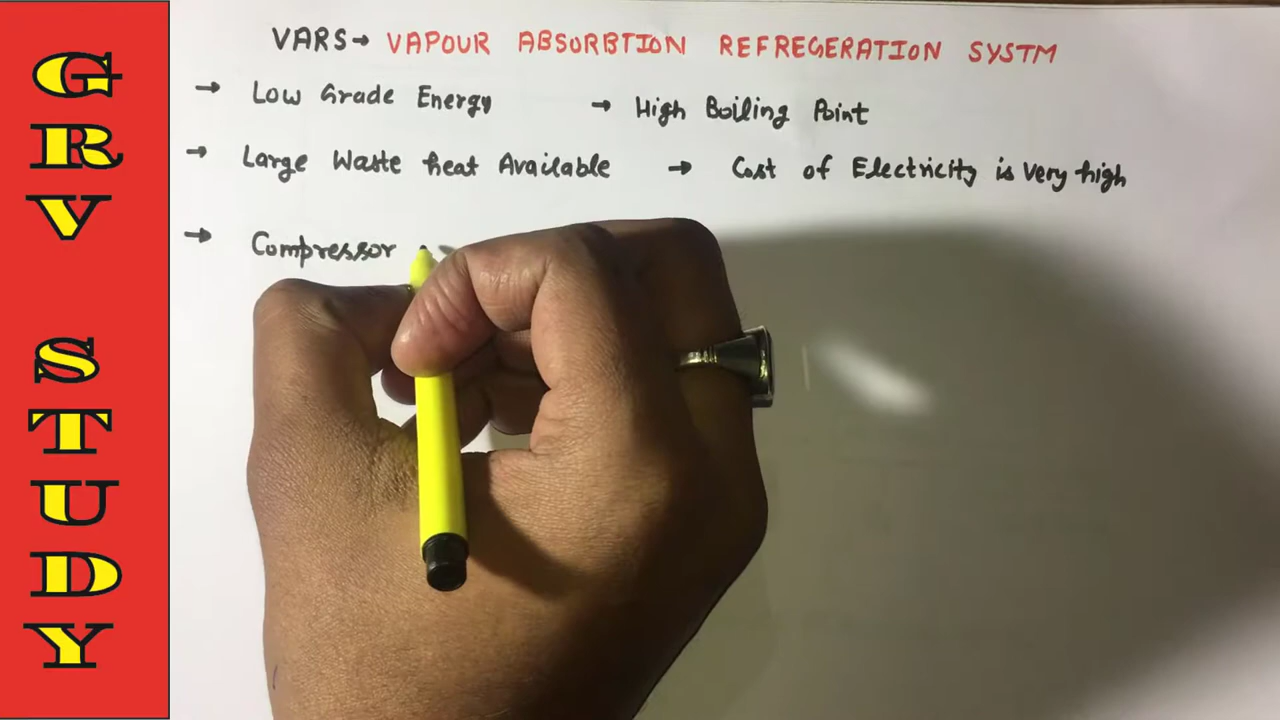 GRV STUDY
VARS→ VAPOUR ABSORBTION REFREGERATION SYSTM
→ Low Grade Energy → High Boiling Point
→ Large Waste heat Available → Cost of Electricity is very high
→ Compressor